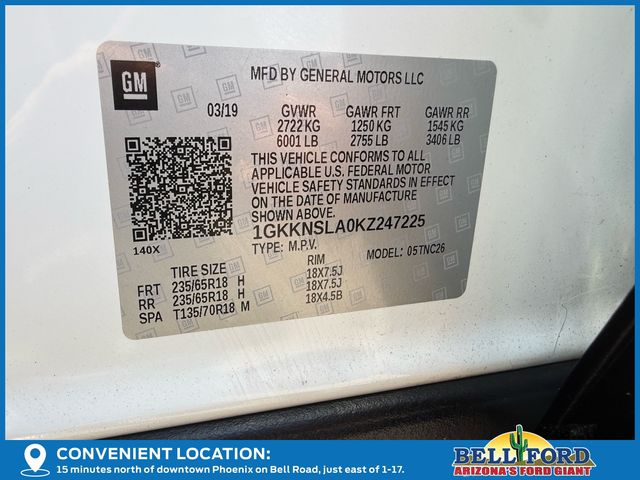 GM
MFD BY GENERAL MOTORS LLC
03/19 GVWR GAWR FRT GAWR RR
2722 KG 1250 KG 1545 KG
6001 LB 2755 LB 3406 LB
THIS VEHICLE CONFORMS TO ALL
APPLICABLE U.S. FEDERAL MOTOR
VEHICLE SAFETY STANDARDS IN EFFECT
ON THE DATE OF MANUFACTURE
SHOWN ABOVE.
1GKKNSLA0KZ247225
140X
TYPE: M.P.V. MODEL: 05TNC26
TIRE SIZE RIM
FRT 235/65R18 H 18X7.5J
RR 235/65R18 H 18X7.5J
SPA T135/70R18 M 18X4.5B
CONVENIENT LOCATION:
15 minutes north of downtown Phoenix on Bell Road, just east of 1-17.
BELL FORD
ARIZONA'S FORD GIANT